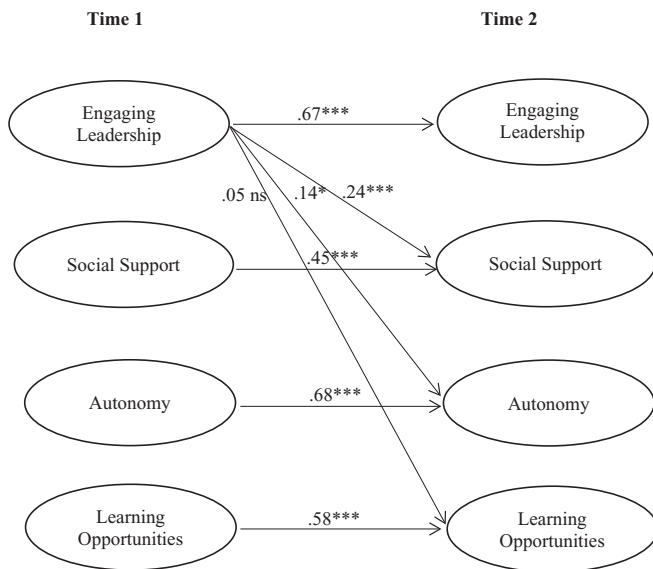 Time 1
Time 2
Engaging
Leadership
.67***
Engaging
Leadership
.05 ns
.14*
.24***
Social Support
.45***
Social Support
Autonomy
.68***
Autonomy
Learning
Opportunities
.58***
Learning
Opportunities